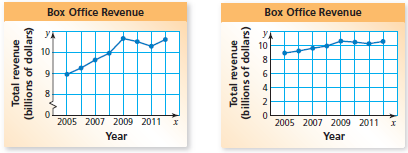 Box Office Revenue
Total revenue
(billions of dollars)
y
10
9
8
0
2005 2007 2009 2011 x
Year
Box Office Revenue
Total revenue
(billions of dollars)
y
10
8
6
4
2
0
2005 2007 2009 2011 x
Year